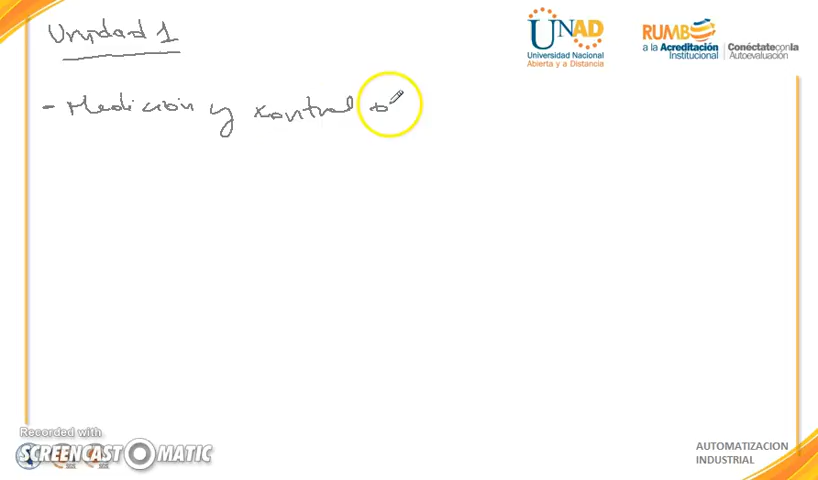 Unidad 1
UNAD
Universidad Nacional
Abierta y a Distancia
RUMBO
a la Acreditación
Institucional
Conéctate con la
Autoevaluación
- Medición y control
Recorded with
SCREENCAST MATIC
AUTOMATIZACION
INDUSTRIAL